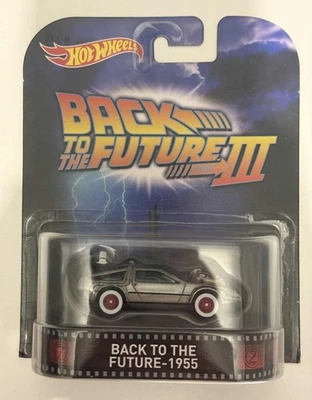 Hot Wheels
BACK
TO THE FUTURE
III
BACK TO THE
FUTURE-1955